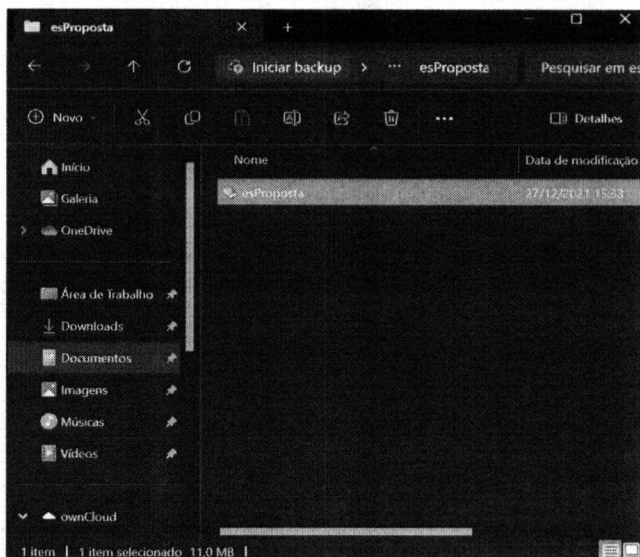 esProposta
Iniciar backup > ... esProposta Pesquisar em es
Novo Detalhes
Nome Data de modificação
esProposta 27/12/2021 15:33
Início
Galeria
OneDrive
Área de Trabalho
Downloads
Documentos
Imagens
Músicas
Vídeos
ownCloud
1 item | 1 item selecionado 11,0 MB |